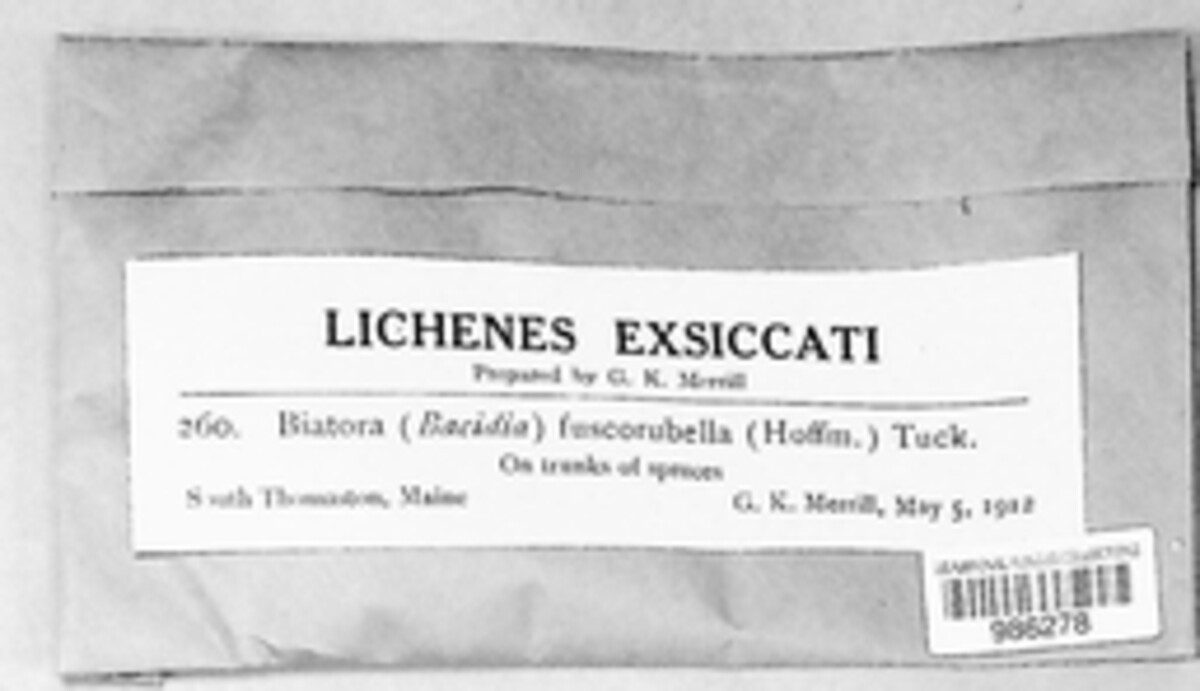 LICHENES EXSICCATI
Prepared by G. K. Merrill
260. Biatora (Bacidia) fuscorubella (Hoffm.) Tuck.
On trunks of spruces
South Thomaston, Maine
G. K. Merrill, May 5, 1912
986278